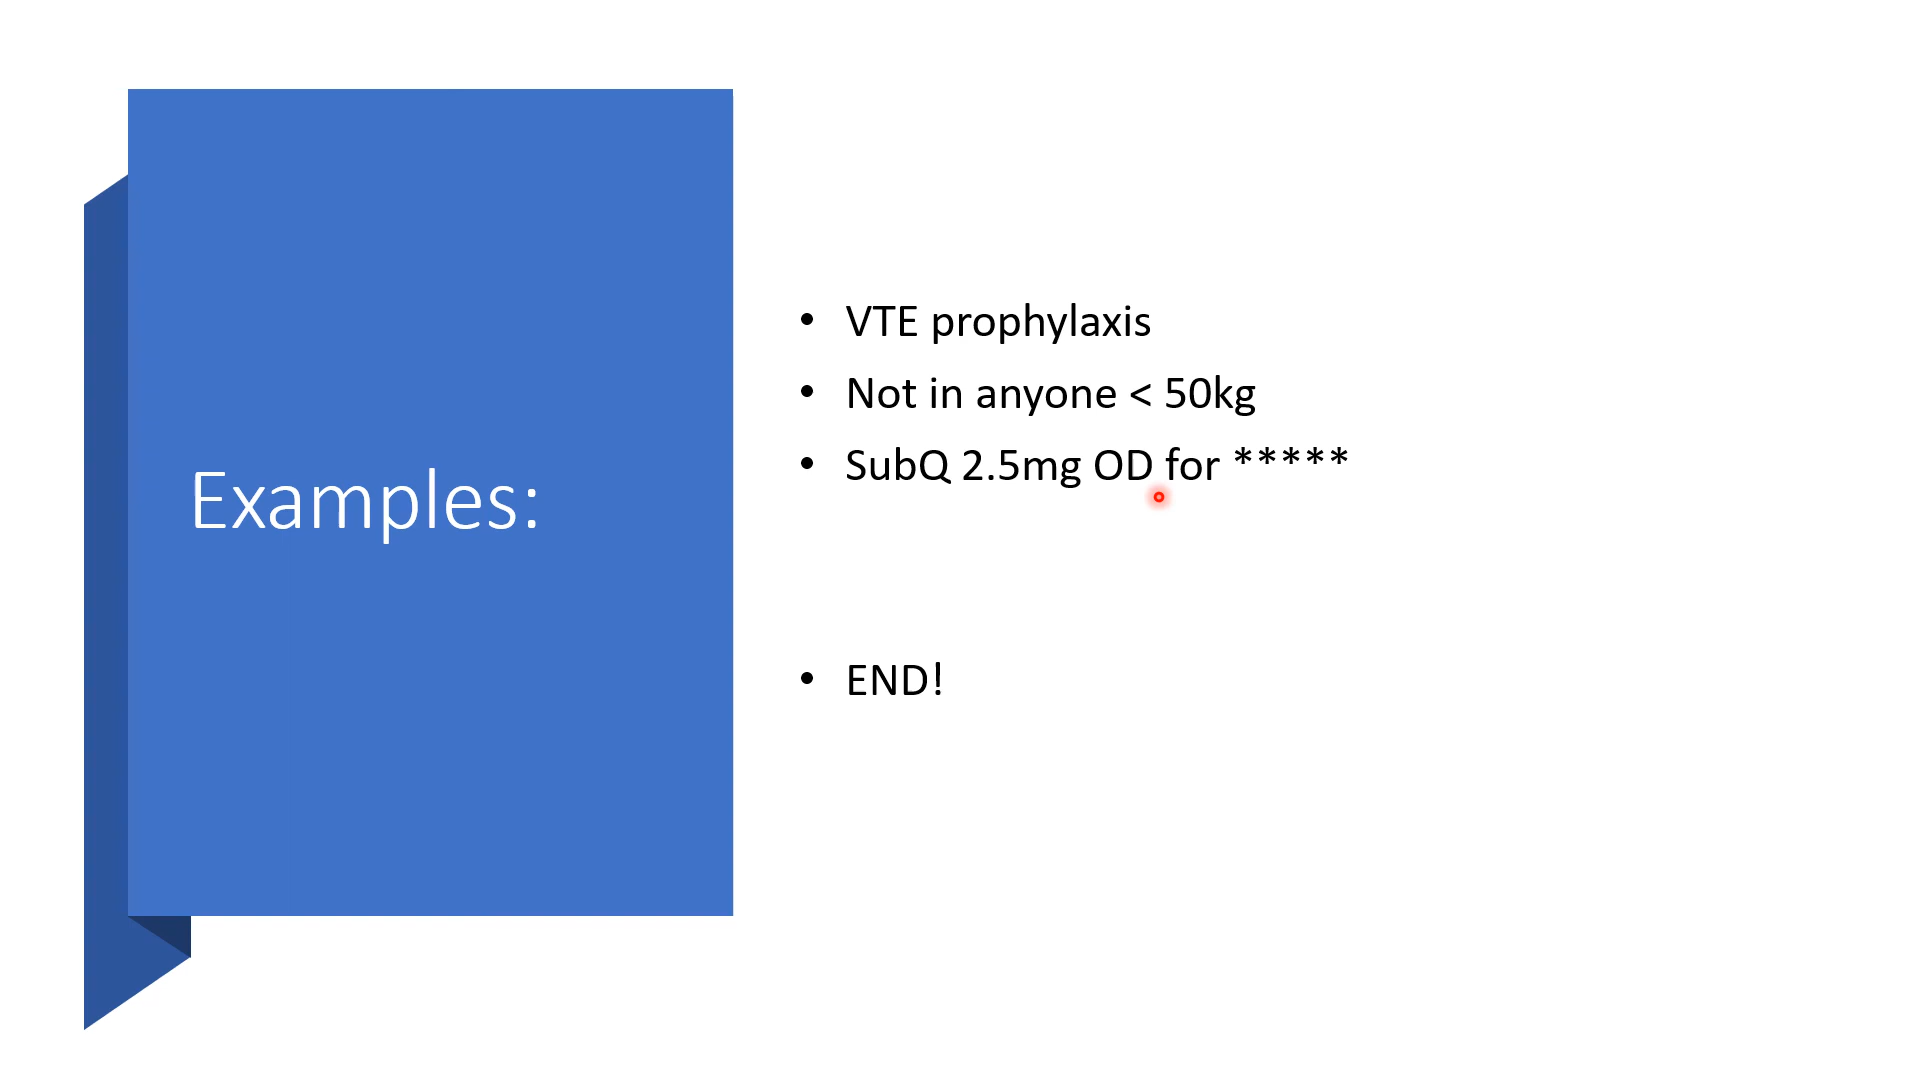 Examples:
• VTE prophylaxis
• Not in anyone < 50kg
• SubQ 2.5mg OD for *****
• END!